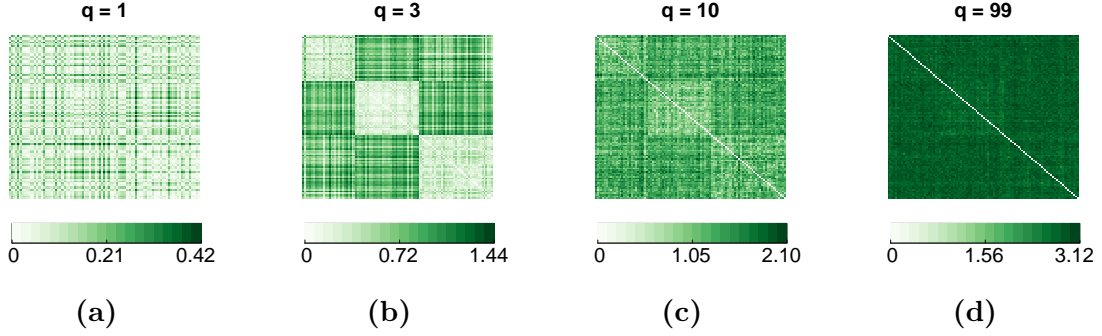 q = 1
q = 3
q = 10
q = 99
0 0.21 0.42
0 0.72 1.44
0 1.05 2.10
0 1.56 3.12
(a)
(b)
(c)
(d)